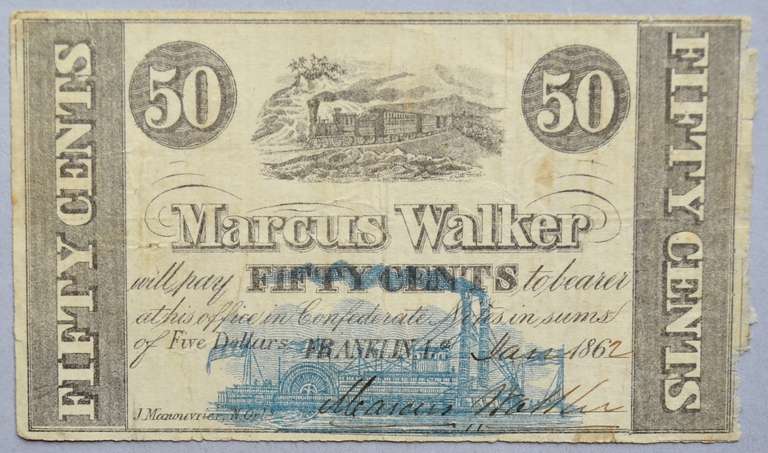 FIFTY CENTS
50
50
FIFTY CENTS
Marcus Walker
will pay FIFTY CENTS to bearer
at his office in Confederate Notes in sums
of Five Dollars FRANKLIN, La. Jan 1862
Marcus Walker
J. Manouvrier, N. Orl's